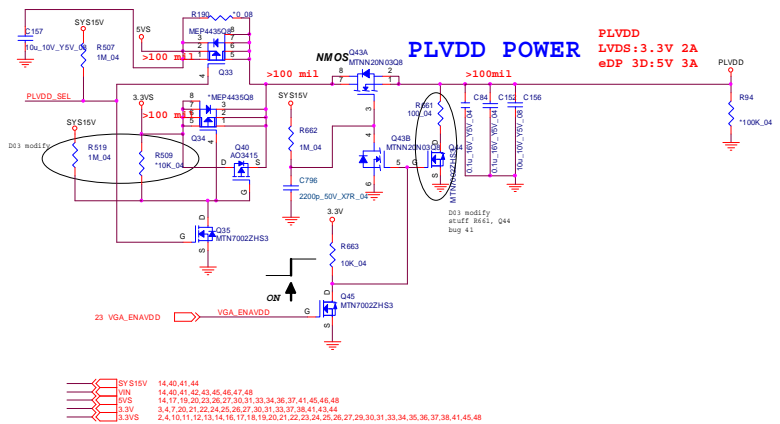 R190
*0_08
C157
SYS15V
5VS
MEP4435Q8
10u_10V_Y5V_08
R507
1M_04
>100 mil
Q33
NMOS
Q43A
MTNN20N03Q8
PLVDD POWER
PLVDD
LVDS:3.3V 2A
eDP 3D:5V 3A
PLVDD_SEL
3.3VS
*MEP4435Q8
>100 mil
SYS15V
>100mil
PLVDD
SYS15V
>100 mil
Q34
D03 modify
R519
1M_04
R509
*10K_04
Q40
AO3415
R662
1M_04
Q43B
MTNN20N03Q8
R661
100_04
Q44
MTN7002ZHS3
C84
0.1u_16V_Y5V_04
C152
0.1u_16V_Y5V_04
C156
10u_10V_Y5V_08
R94
*100K_04
C796
2200p_50V_X7R_04
D03 modify
stuff R661, Q44
bug 41
Q35
MTN7002ZHS3
3.3V
R663
10K_04
ON
Q45
MTN7002ZHS3
23 VGA_ENAVDD
VGA_ENAVDD
SYS15V 14,40,41,44
VIN 14,40,41,42,43,45,46,47,48
5VS 14,17,19,20,23,26,27,30,31,33,34,36,37,41,45,46,48
3.3V 3,4,7,20,21,22,24,25,26,27,30,31,33,37,38,41,43,44
3.3VS 2,4,10,11,12,13,14,16,17,18,19,20,21,22,23,24,25,26,27,29,30,31,33,34,35,36,37,38,41,45,48